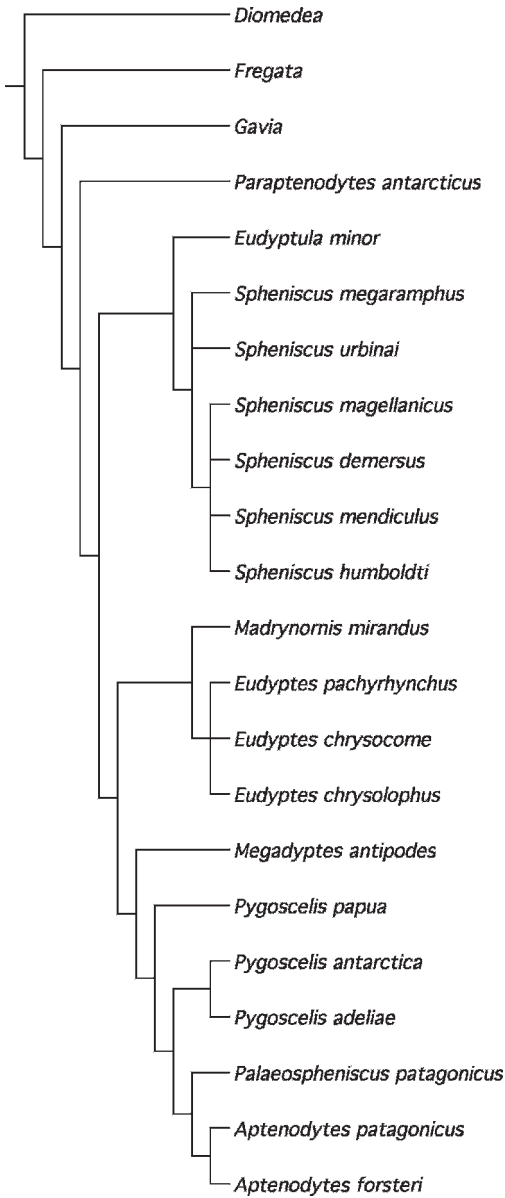 Diomedea
Fregata
Gavia
Paraptenodytes antarcticus
Eudyptula minor
Spheniscus megaramphus
Spheniscus urbinai
Spheniscus magellanicus
Spheniscus demersus
Spheniscus mendiculus
Spheniscus humboldti
Madrynornis mirandus
Eudyptes pachyrhynchus
Eudyptes chrysocome
Eudyptes chrysolophus
Megadyptes antipodes
Pygoscelis papua
Pygoscelis antarctica
Pygoscelis adeliae
Palaeospheniscus patagonicus
Aptenodytes patagonicus
Aptenodytes forsteri